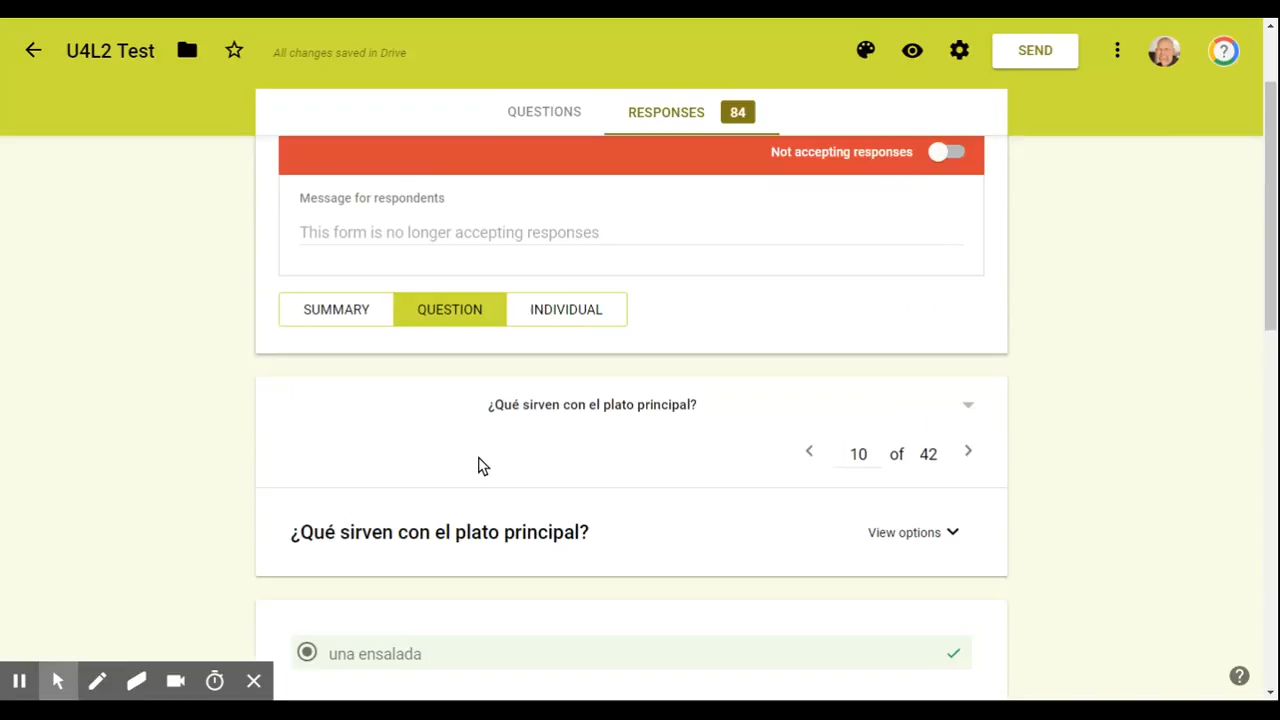 U4L2 Test
All changes saved in Drive
SEND
?
QUESTIONS
RESPONSES 84
Not accepting responses
Message for respondents
This form is no longer accepting responses
SUMMARY QUESTION INDIVIDUAL
¿Qué sirven con el plato principal?
10 of 42
¿Qué sirven con el plato principal?
View options
una ensalada
?